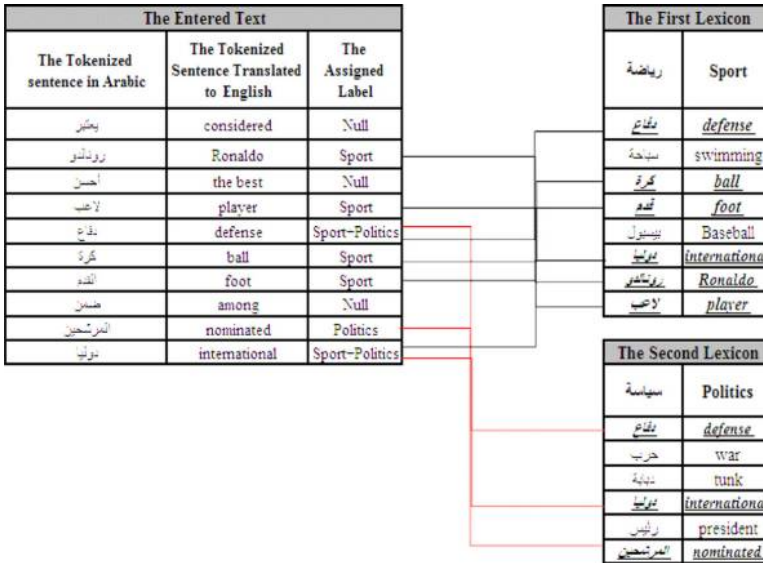 The Entered Text
The Tokenized sentence in Arabic | The Tokenized Sentence Translated to English | The Assigned Label
يعتبر | considered | Null
رونالدو | Ronaldo | Sport
أحسن | the best | Null
لاعب | player | Sport
دفاع | defense | Sport-Politics
كرة | ball | Sport
القدم | foot | Sport
ضمن | among | Null
المرشحين | nominated | Politics
دوليا | international | Sport-Politics
The First Lexicon
رياضة | Sport
دفاع | defense
سباحة | swimming
كرة | ball
قدم | foot
بيسبول | Baseball
دوليا | internationa
رونالدو | Ronaldo
لاعب | player
The Second Lexicon
سياسة | Politics
دفاع | defense
حرب | war
دبابة | tunk
دوليا | internationa
رئيس | president
المرشحين | nominated